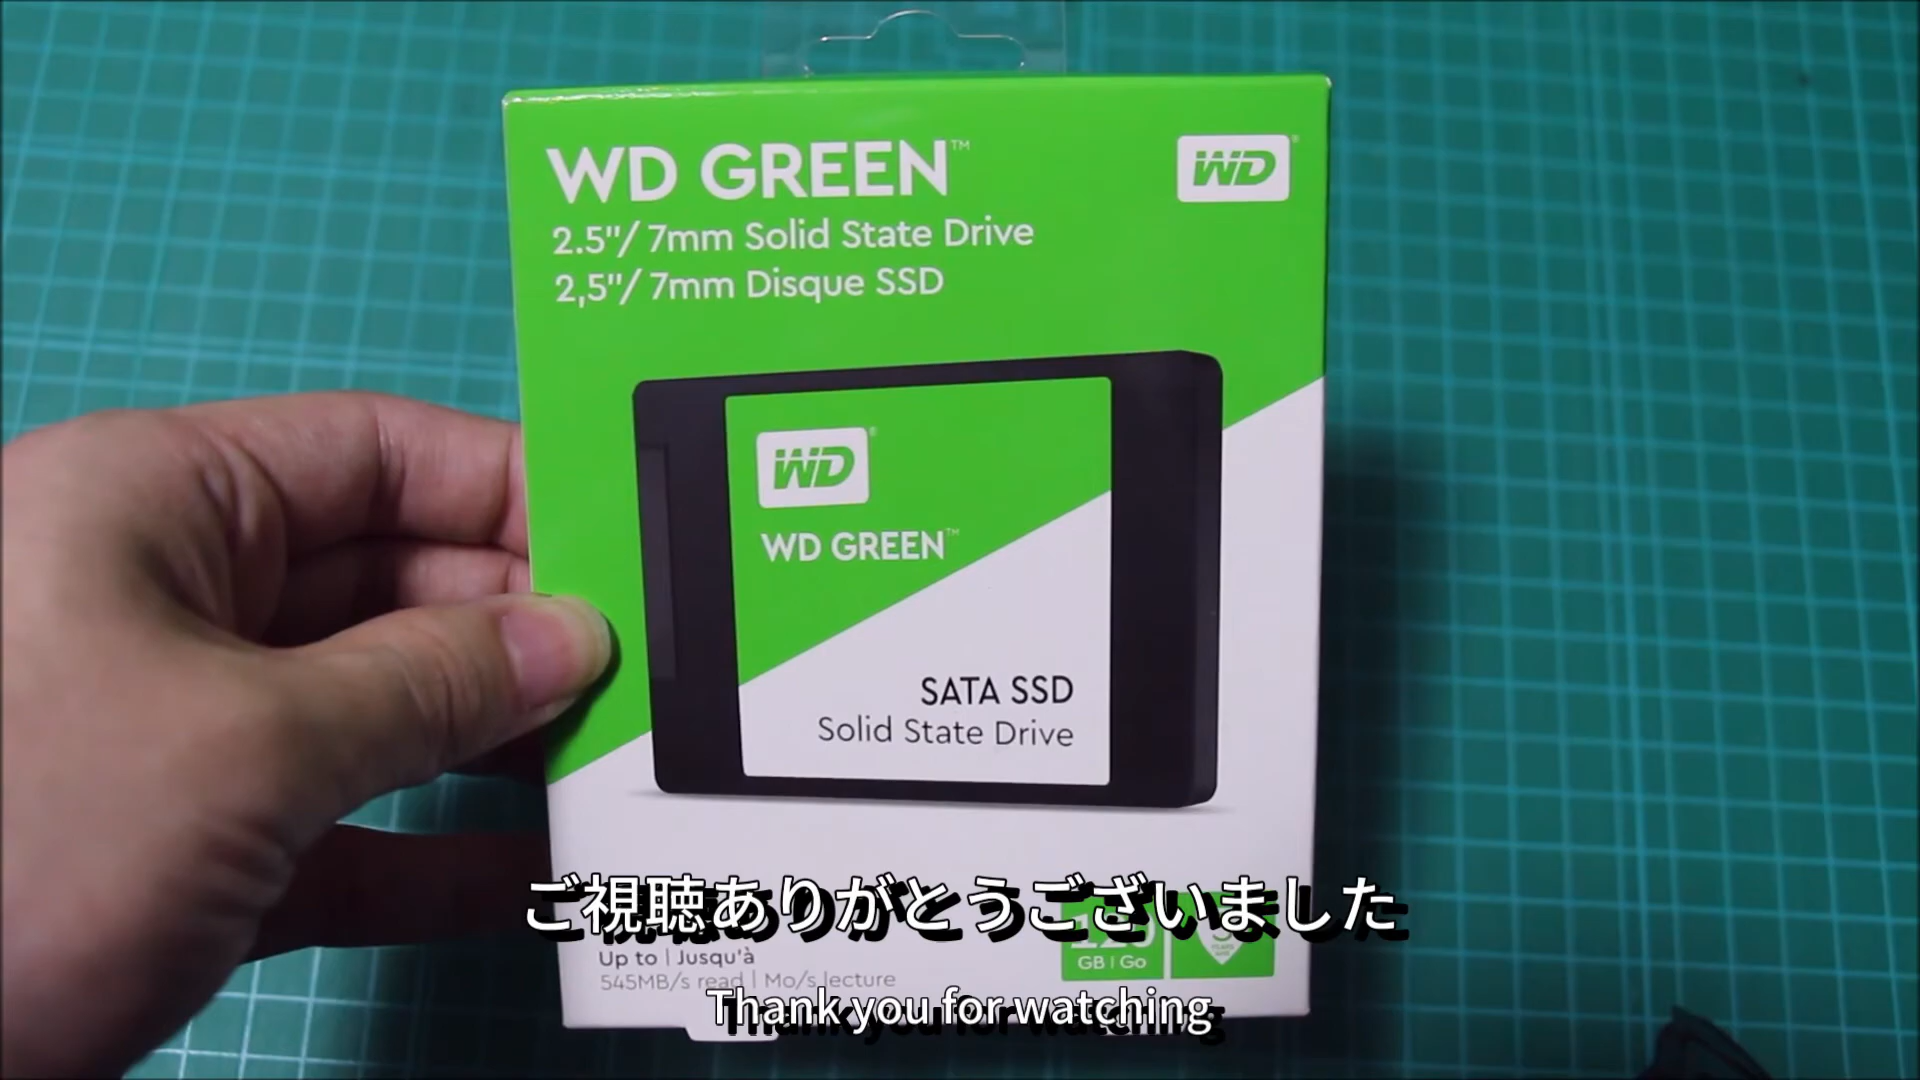 WD GREEN™
WD®
2.5"/ 7mm Solid State Drive
2,5"/ 7mm Disque SSD
WD®
WD GREEN™
SATA SSD
Solid State Drive
ご視聴ありがとうございました
Up to | Jusqu'à
GB | Go
545MB/s read | Mo/s lecture
Thank you for watching